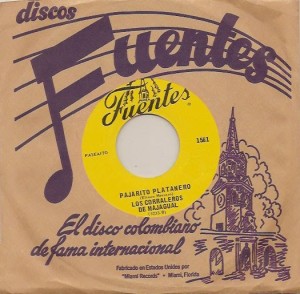 discos
Fuentes
Fuentes
1561
PAJARITO PLATANERO
LOS CORRALEROS
DE MAJAGUAL
El disco colombiano
de fama internacional
Fabricado en Estados Unidos por
"Miami Records" - Miami, Florida